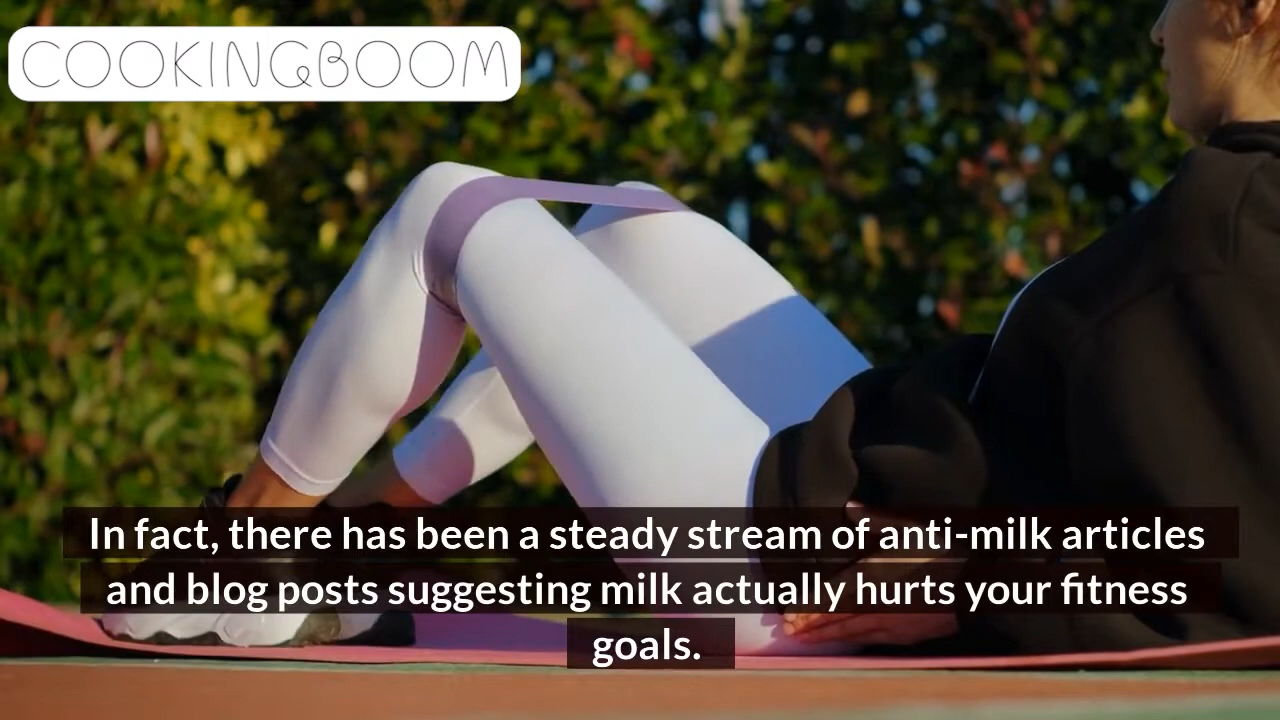 COOKINGBOOM
In fact, there has been a steady stream of anti-milk articles
and blog posts suggesting milk actually hurts your fitness
goals.